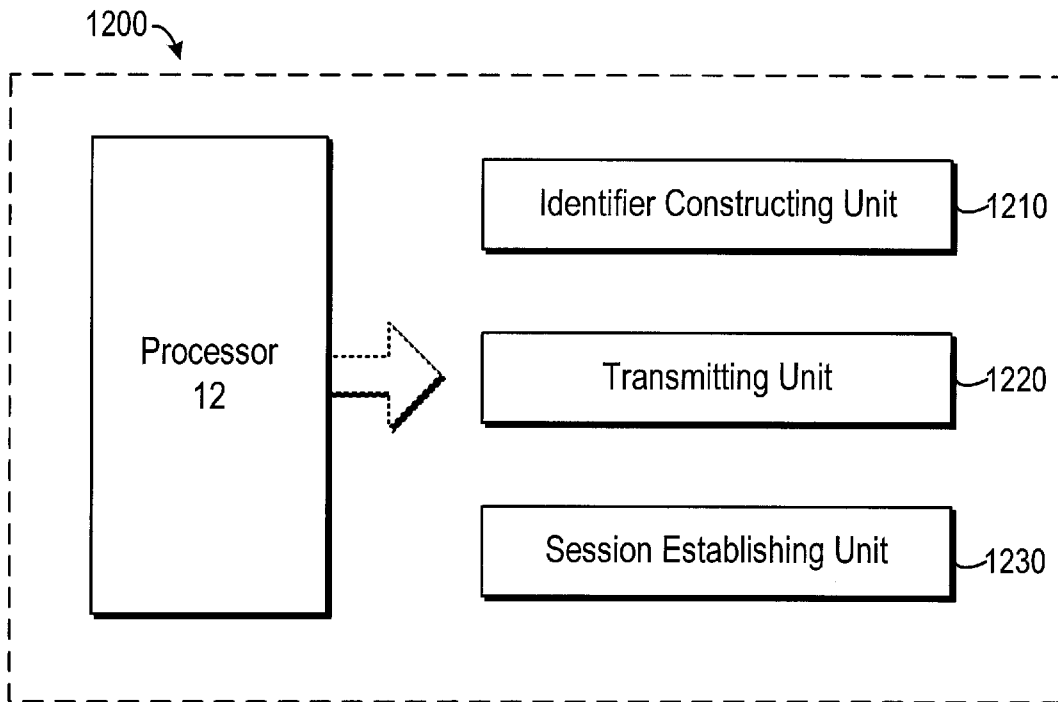 1200
Identifier Constructing Unit
1210
Processor
12
Transmitting Unit
1220
Session Establishing Unit
1230